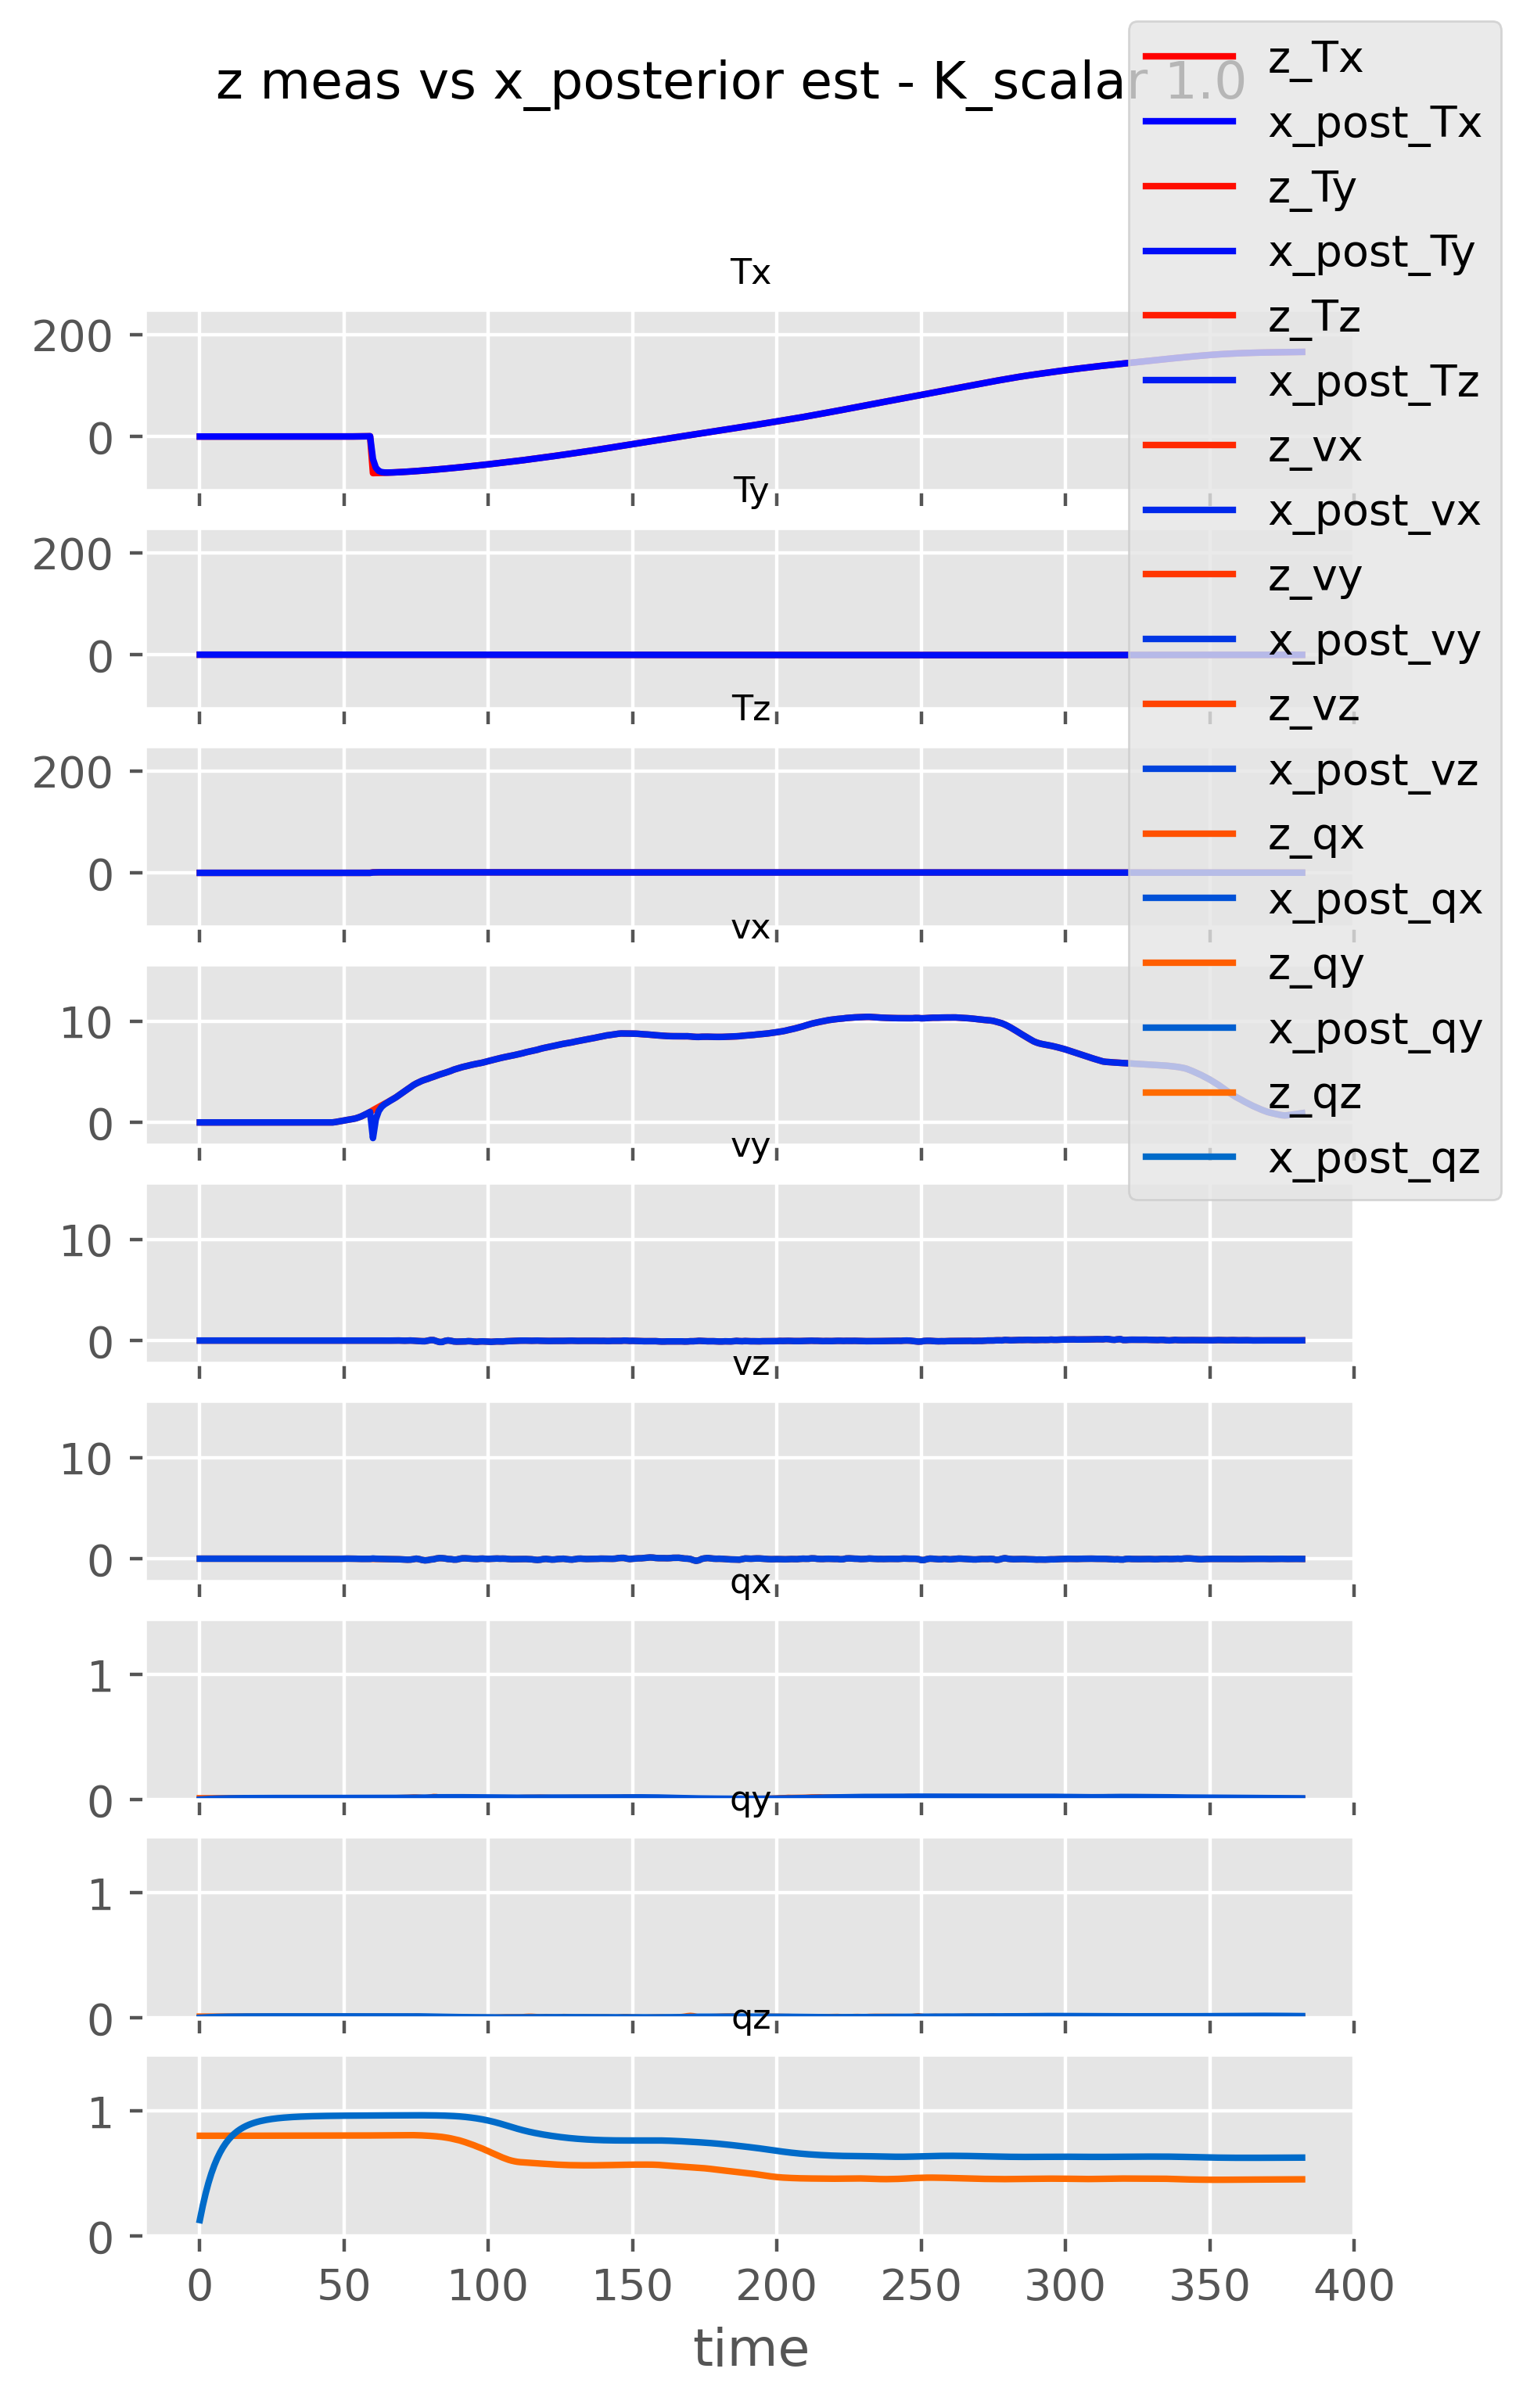 z meas vs x_posterior est - K_scalar 1.0
z_Tx
x_post_Tx
z_Ty
x_post_Ty
z_Tz
x_post_Tz
z_vx
x_post_vx
z_vy
x_post_vy
z_vz
x_post_vz
z_qx
x_post_qx
z_qy
x_post_qy
z_qz
x_post_qz
Tx
200
0
Ty
200
0
Tz
200
0
vx
10
0
vy
10
0
vz
10
0
qx
1
0
qy
1
0
qz
1
0
0 50 100 150 200 250 300 350 400
time